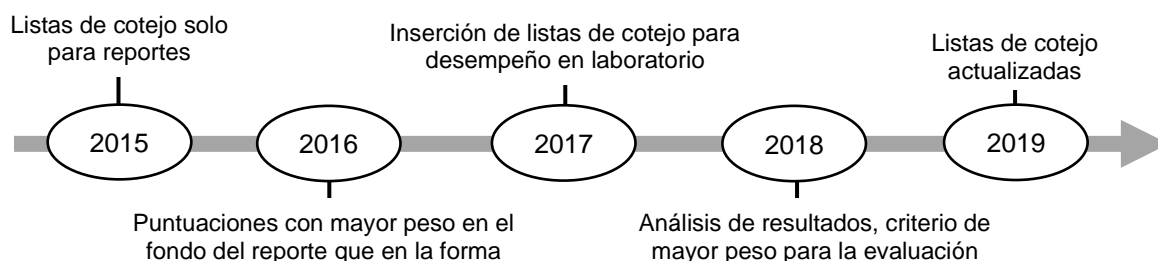 Listas de cotejo solo
para reportes
Inserción de listas de cotejo para
desempeño en laboratorio
Listas de cotejo
actualizadas
2015
2016
2017
2018
2019
Puntuaciones con mayor peso en el
fondo del reporte que en la forma
Análisis de resultados, criterio de
mayor peso para la evaluación